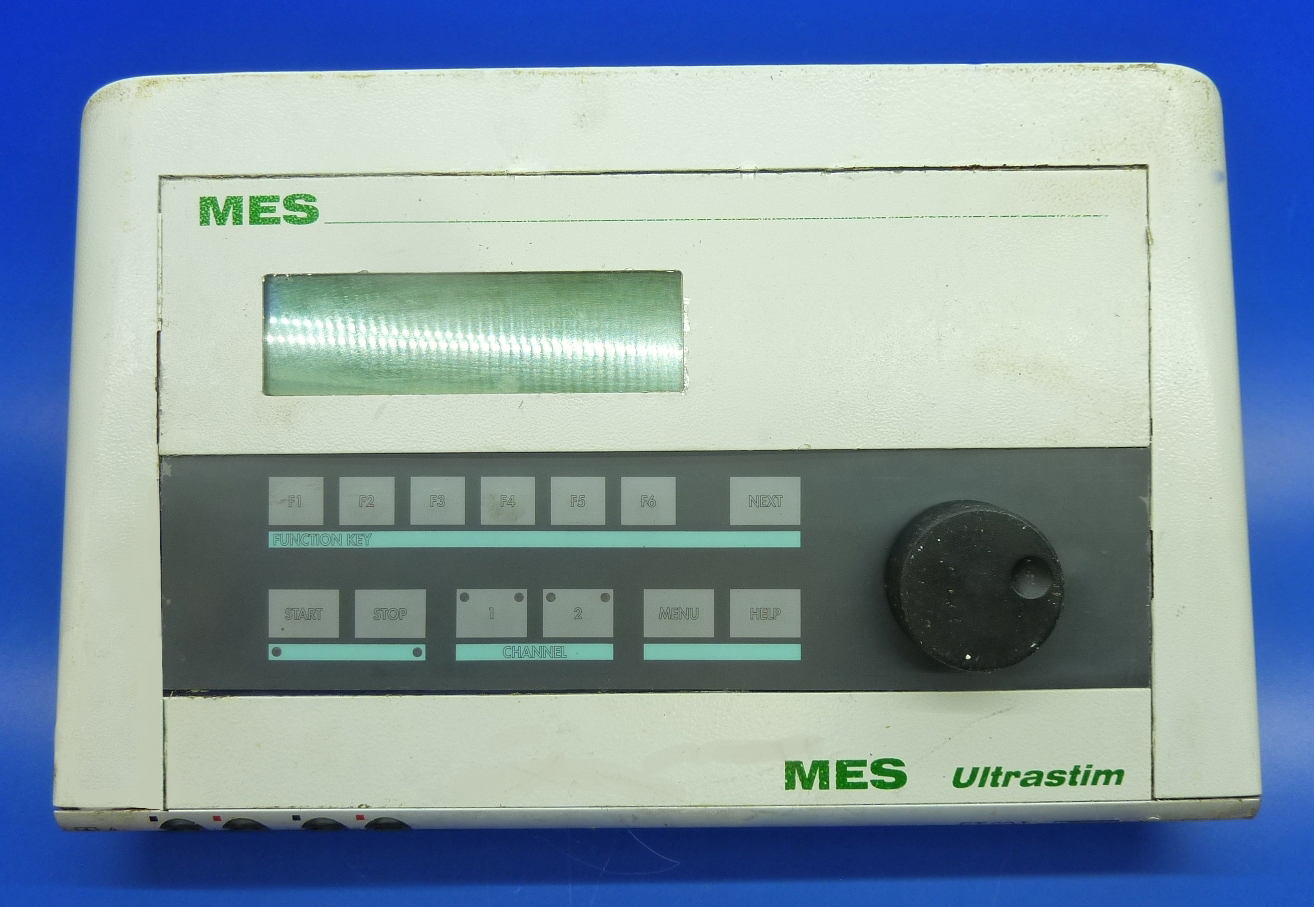 MES
F1 F2 F3 F4 F5 F6 NEXT
FUNCTION KEY
START STOP 1 2 MENU HELP
CHANNEL
MES Ultrastim